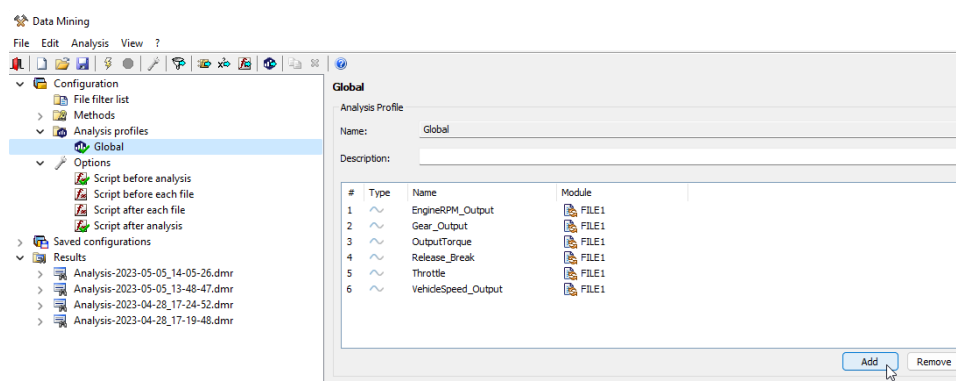 Data Mining
File Edit Analysis View ?
Configuration
File filter list
Methods
Analysis profiles
Global
Options
Script before analysis
Script before each file
Script after each file
Script after analysis
Saved configurations
Results
Analysis-2023-05-05_14-05-26.dmr
Analysis-2023-05-05_13-48-47.dmr
Analysis-2023-04-28_17-24-52.dmr
Analysis-2023-04-28_17-19-48.dmr
Global
Analysis Profile
Name: Global
Description:
# Type Name Module
1 EngineRPM_Output FILE1
2 Gear_Output FILE1
3 OutputTorque FILE1
4 Release_Break FILE1
5 Throttle FILE1
6 VehicleSpeed_Output FILE1
Add Remove